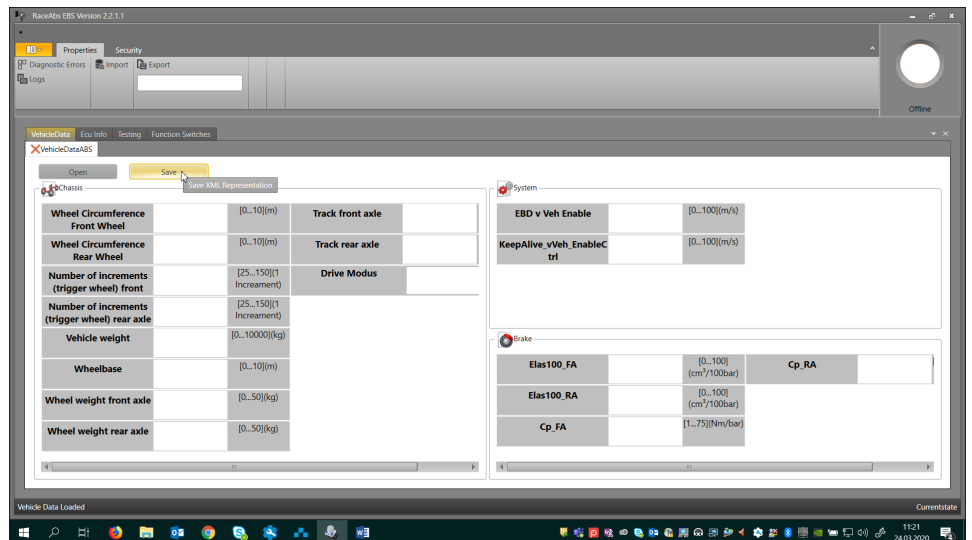 RaceAbs EBS Version 2.2.1.1
Properties Security
Diagnostic Errors Import Export
Logs
Offline
VehicleData Ecu Info Testing Function Switches
VehicleDataABS
Open Save
Save XML Representation
Chassis
Wheel Circumference
Front Wheel
[0...10](m)
Track front axle
Wheel Circumference
Rear Wheel
[0...10](m)
Track rear axle
Number of increments
(trigger wheel) front
[25...150](1
Increament)
Drive Modus
Number of increments
(trigger wheel) rear axle
[25...150](1
Increament)
Vehicle weight
[0...10000](kg)
Wheelbase
[0...10](m)
Wheel weight front axle
[0...50](kg)
Wheel weight rear axle
[0...50](kg)
System
EBD v Veh Enable
[0...100](m/s)
KeepAlive_vVeh_EnableC
trl
[0...100](m/s)
Brake
Elas100_FA
[0...100]
(cm³/100bar)
Cp_RA
Elas100_RA
[0...100]
(cm³/100bar)
Cp_FA
[1...75](Nm/bar)
Vehicle Data Loaded
Currentstate
11:21
24.03.2020